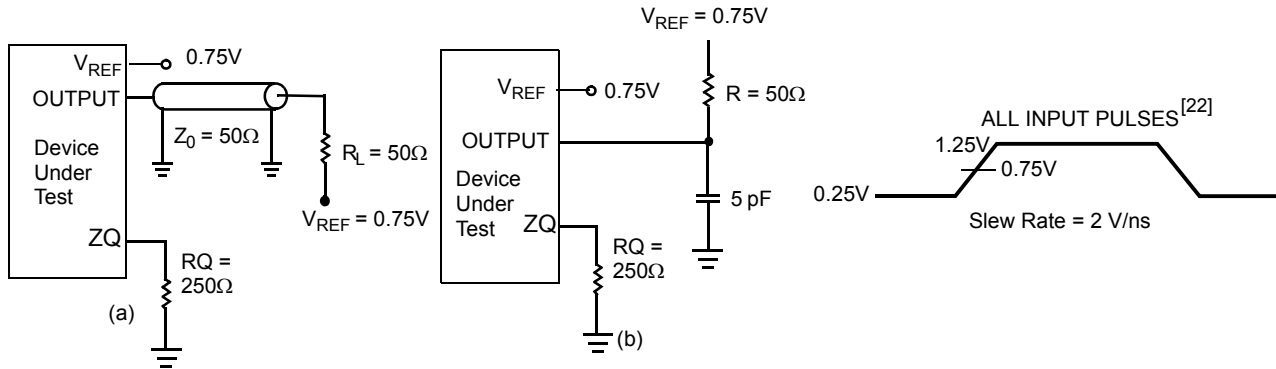 V_REF
0.75V
OUTPUT
Z_0 = 50Ω
Device
Under
Test
R_L = 50Ω
V_REF = 0.75V
ZQ
RQ =
250Ω
(a)
V_REF = 0.75V
V_REF
0.75V
R = 50Ω
OUTPUT
Device
Under
Test
5 pF
ZQ
RQ =
250Ω
(b)
ALL INPUT PULSES[22]
1.25V
0.75V
0.25V
Slew Rate = 2 V/ns